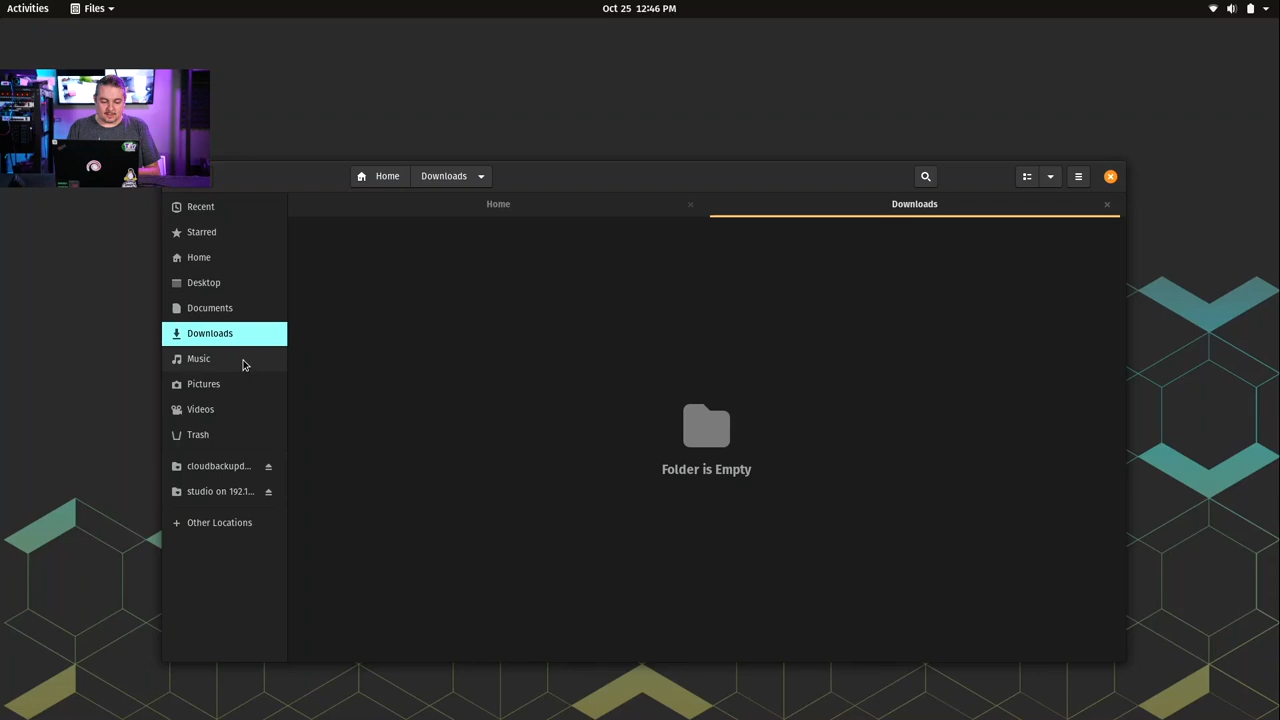 Activities
Files
Oct 25 12:46 PM
Home
Downloads
Home
Downloads
Recent
Starred
Home
Desktop
Documents
Downloads
Music
Pictures
Videos
Trash
cloudbackupd...
studio on 192.1...
Other Locations
Folder is Empty